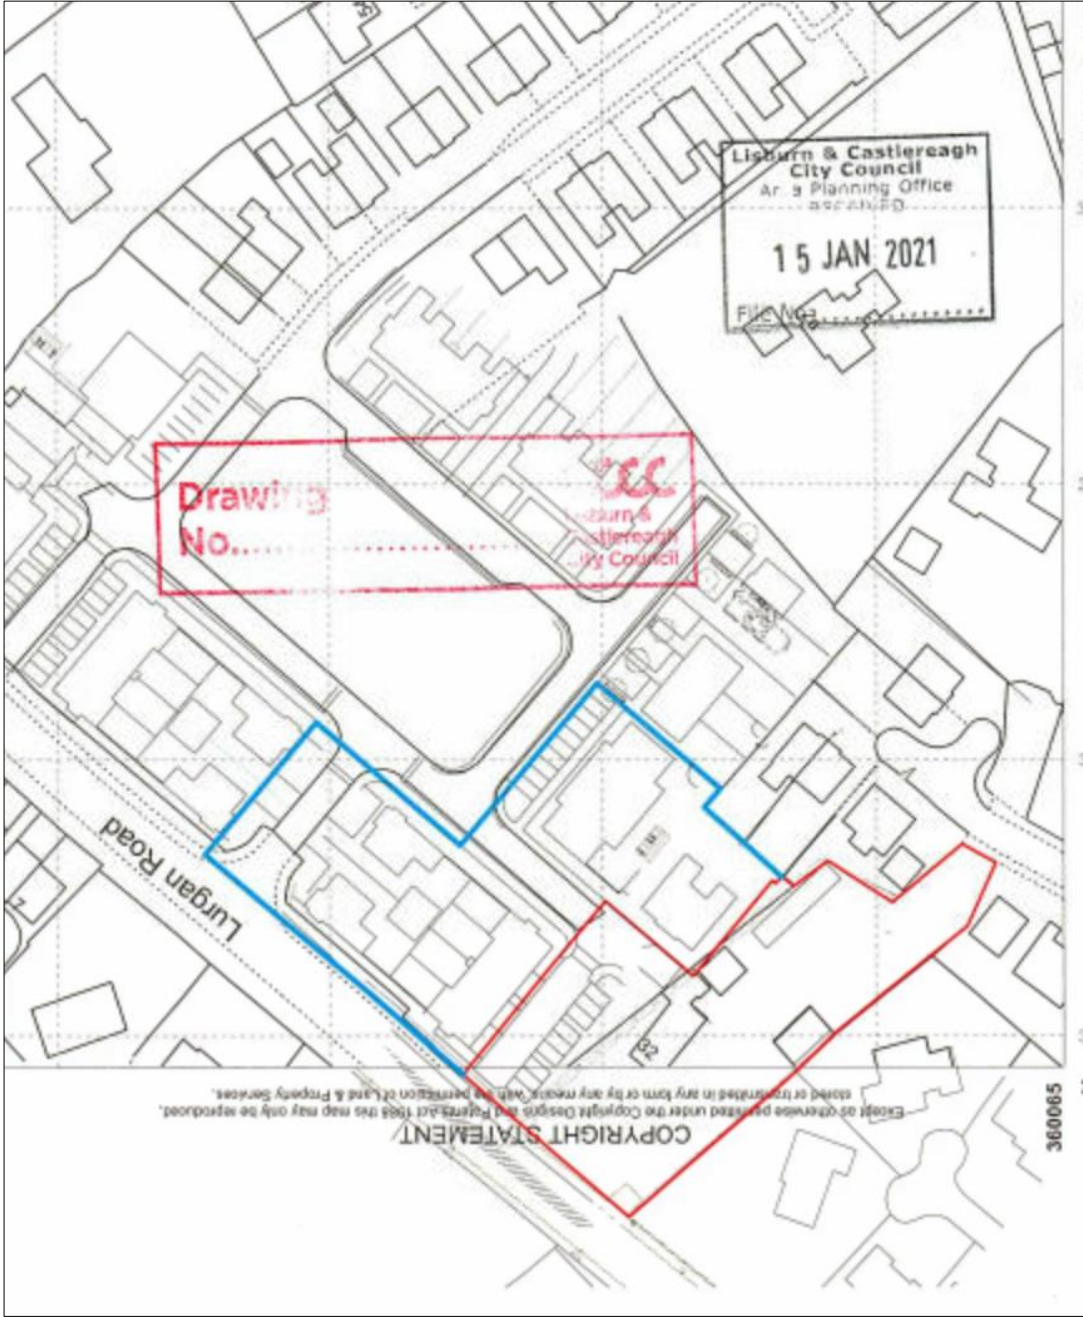 Lisburn & Castlereagh
City Council
Planning Office
15 JAN 2021
File No.
Drawing
No.
Lisburn &
Castlereagh
City Council
Lurgan Road
32
COPYRIGHT STATEMENT
Except as otherwise permitted under the Copyright Designs and Patents Act 1988 this map may only be reproduced,
stored or transmitted in any form or by any means, with the permission of Land & Property Services.
360065